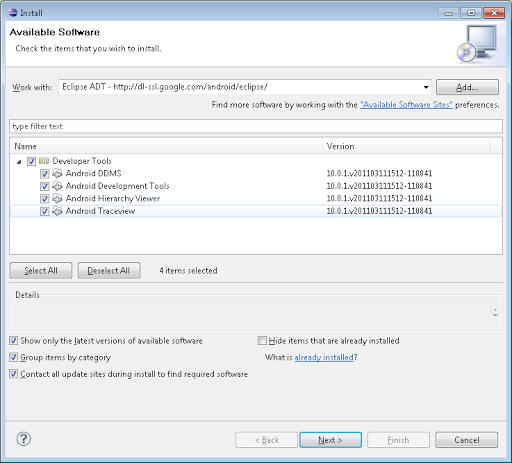 Install
Available Software
Check the items that you wish to install.
Work with: Eclipse ADT - http://dl-ssl.google.com/android/eclipse/ Add...
Find more software by working with the "Available Software Sites" preferences.
type filter text
Name Version
Developer Tools
Android DDMS 10.0.1.v201103111512-110841
Android Development Tools 10.0.1.v201103111512-110841
Android Hierarchy Viewer 10.0.1.v201103111512-110841
Android Traceview 10.0.1.v201103111512-110841
Select All Deselect All 4 items selected
Details
Show only the latest versions of available software Hide items that are already installed
Group items by category What is already installed?
Contact all update sites during install to find required software
? < Back Next > Finish Cancel